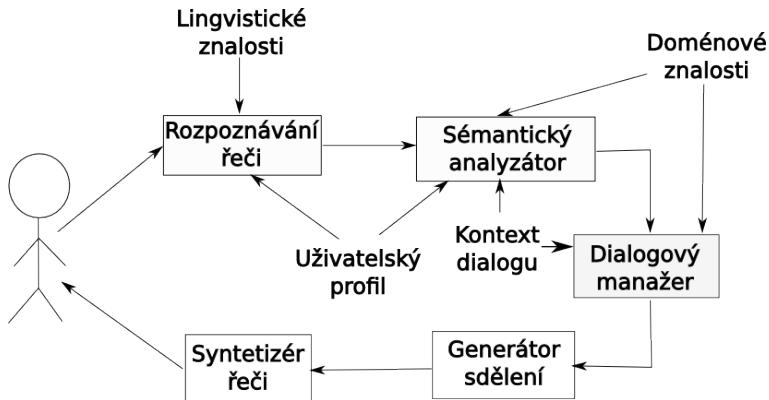 Lingvistické
znalosti
Doménové
znalosti
Rozpoznávání
řeči
Sémantický
analyzátor
Uživatelský
profil
Kontext
dialogu
Dialogový
manažer
Syntetizér
řeči
Generátor
sdělení